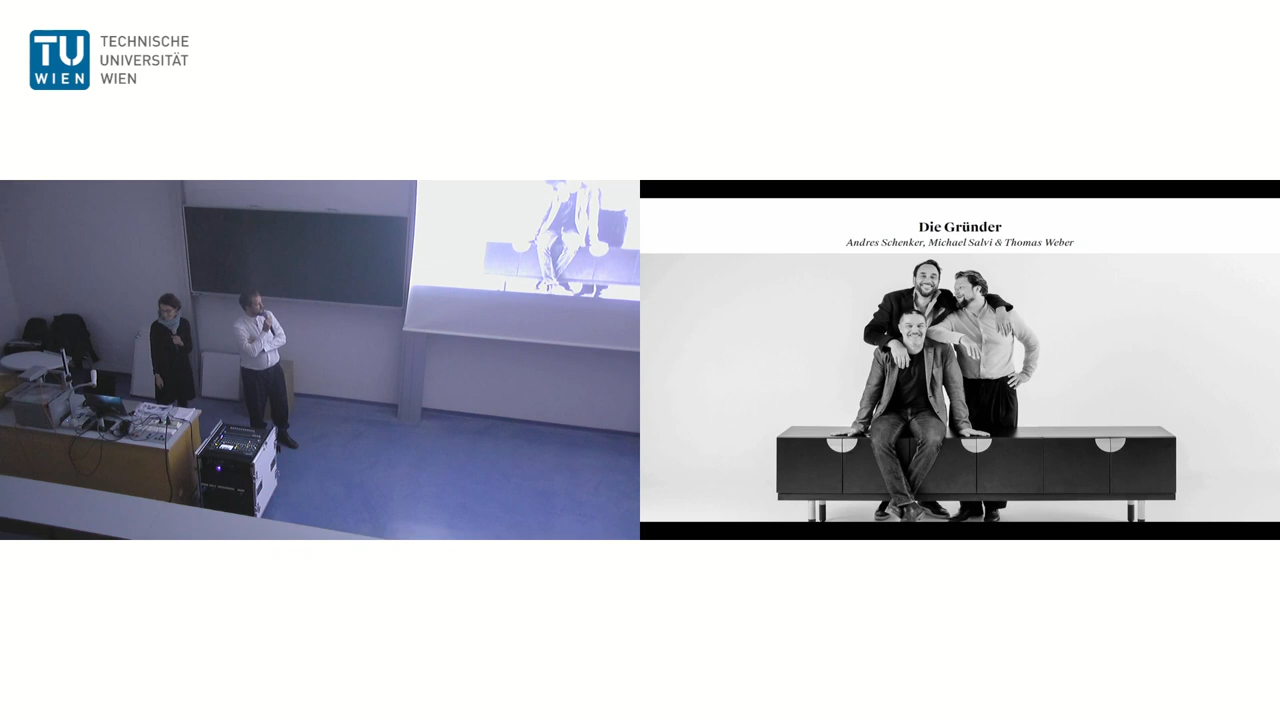 TU
WIEN
TECHNISCHE
UNIVERSITÄT
WIEN
Die Gründer
Andres Schenker, Michael Salvi & Thomas Weber